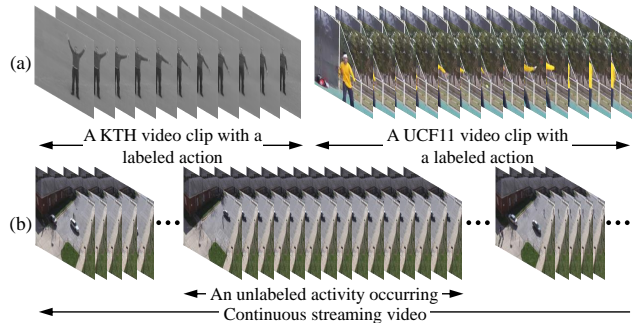 (a)
A KTH video clip with a
labeled action
A UCF11 video clip with
a labeled action
(b)
An unlabeled activity occurring
Continuous streaming video